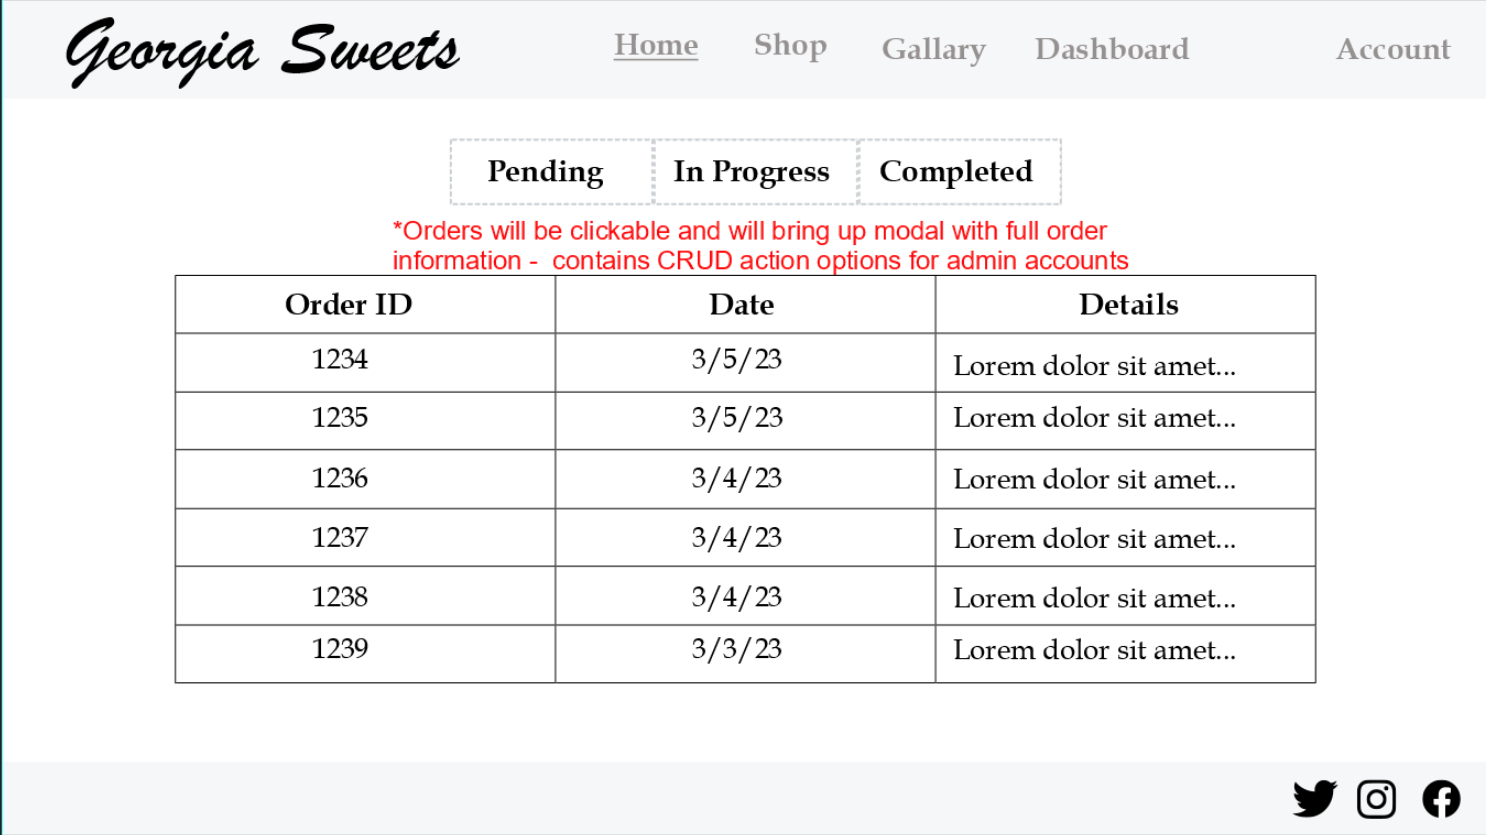 Georgia Sweets
Home Shop Gallary Dashboard Account
Pending In Progress Completed
*Orders will be clickable and will bring up modal with full order
information - contains CRUD action options for admin accounts
Order ID Date Details
1234 3/5/23 Lorem dolor sit amet...
1235 3/5/23 Lorem dolor sit amet...
1236 3/4/23 Lorem dolor sit amet...
1237 3/4/23 Lorem dolor sit amet...
1238 3/4/23 Lorem dolor sit amet...
1239 3/3/23 Lorem dolor sit amet...